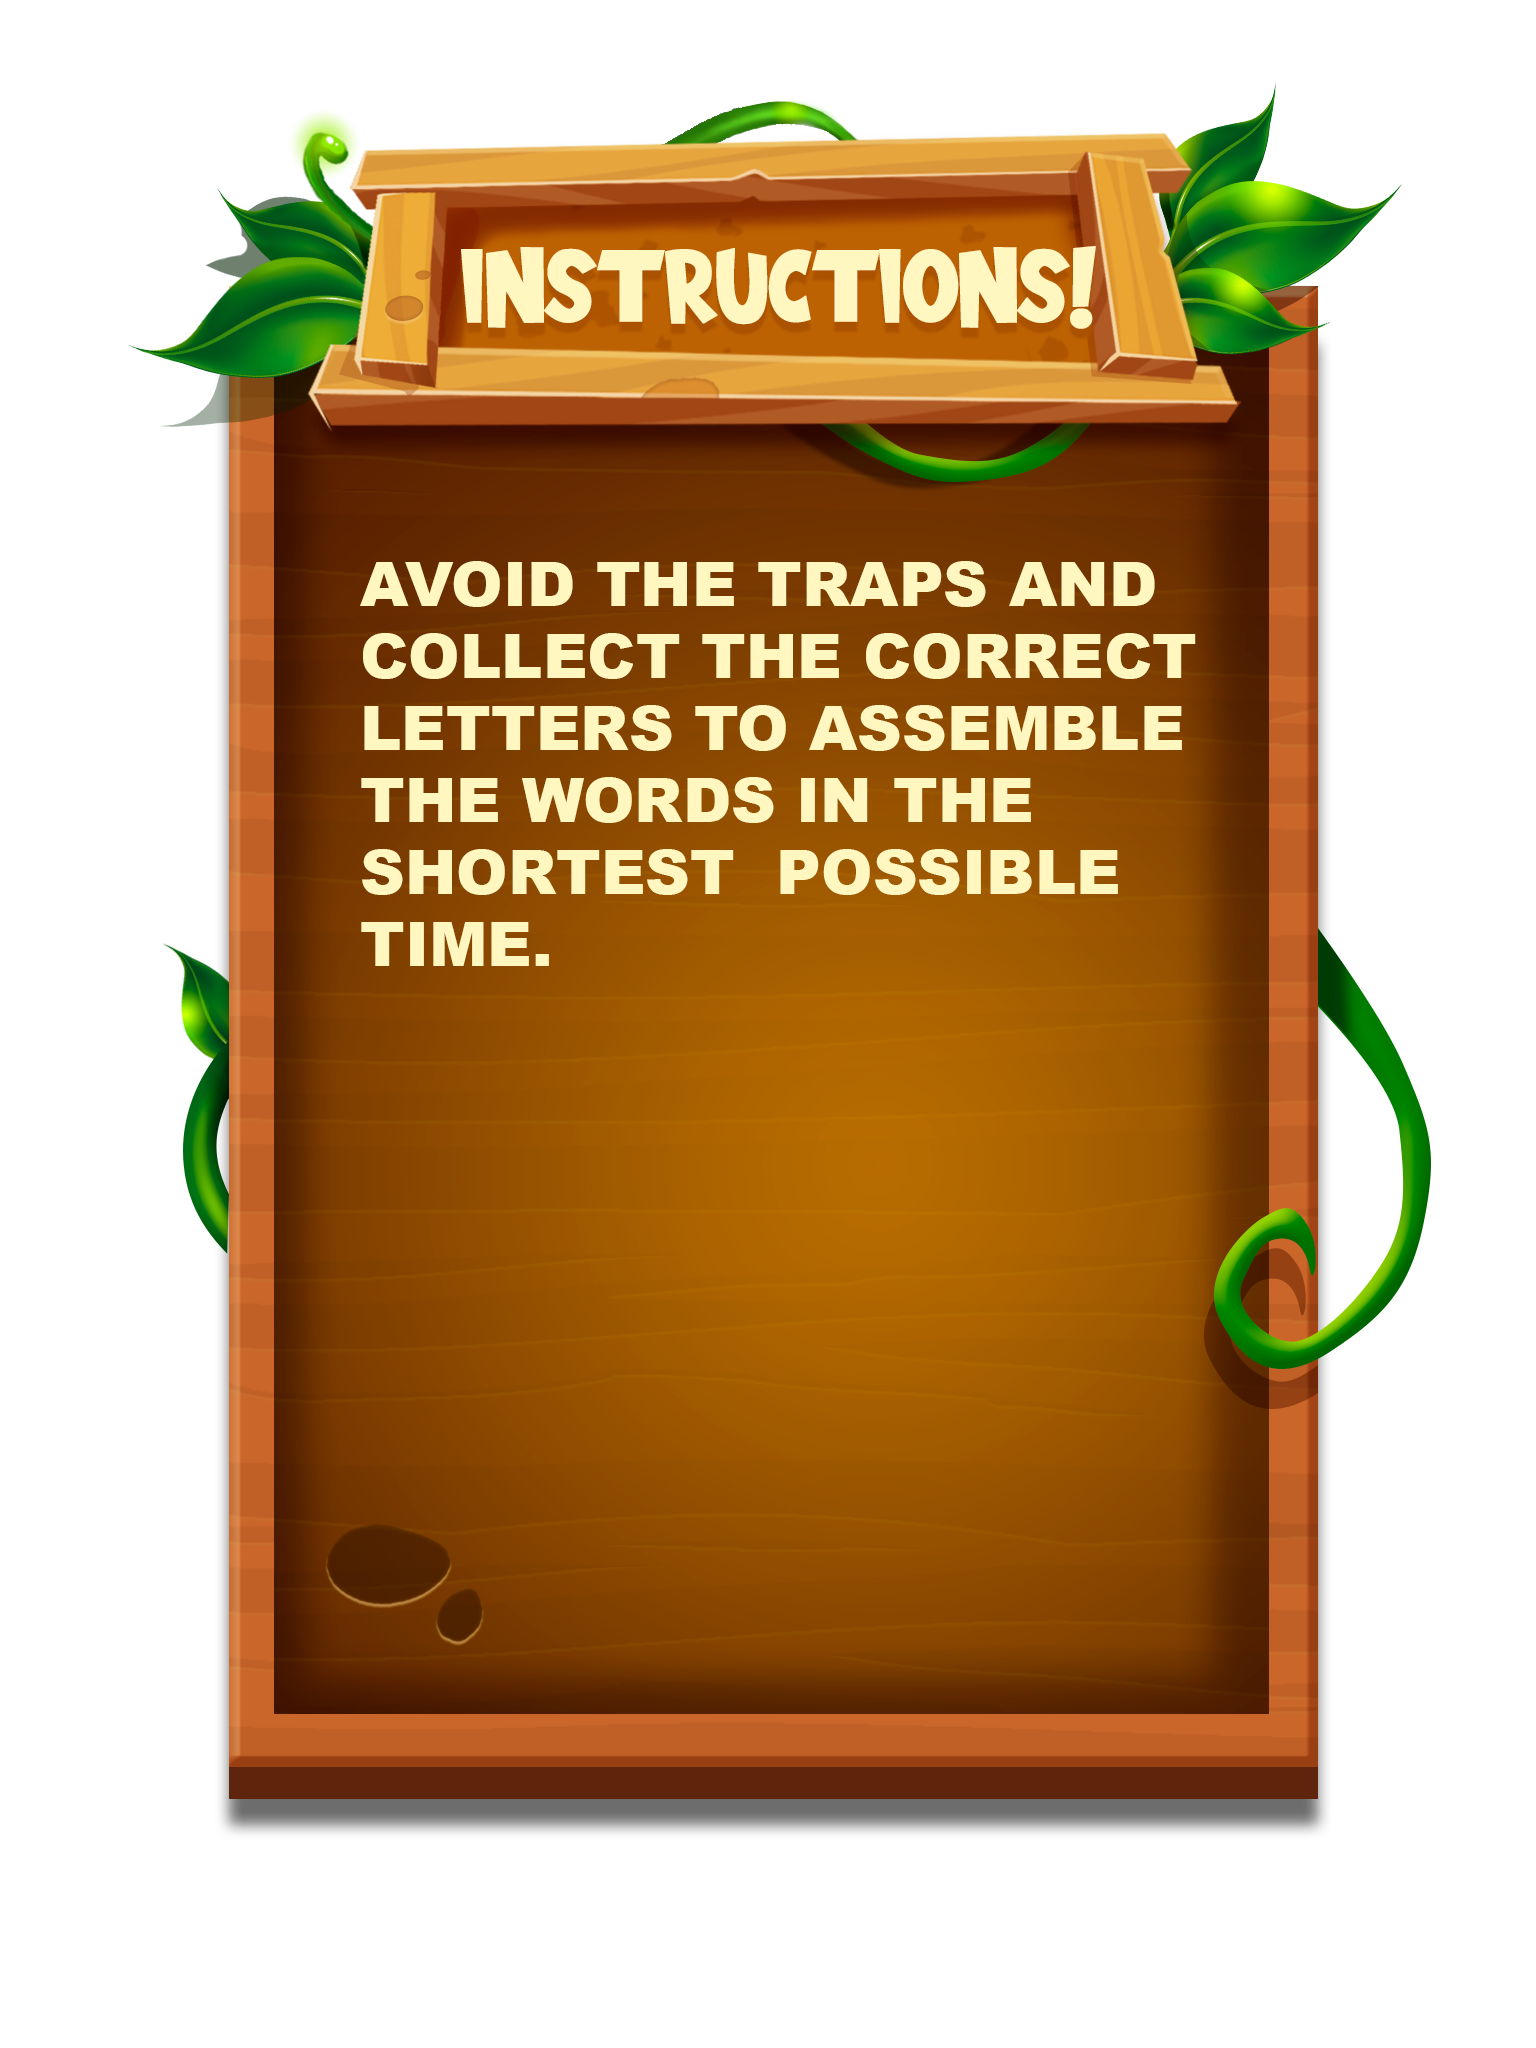 INSTRUCTIONS!
AVOID THE TRAPS AND
COLLECT THE CORRECT
LETTERS TO ASSEMBLE
THE WORDS IN THE
SHORTEST  POSSIBLE
TIME.